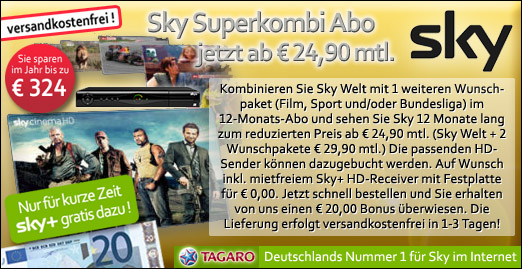 versandkostenfrei !
Sky Superkombi Abo
jetzt ab € 24,90 mtl.
sky
Sie sparen
im Jahr bis zu
€ 324
sky cinema HD
Kombinieren Sie Sky Welt mit 1 weiteren Wunsch-
paket (Film, Sport und/oder Bundesliga) im
12-Monats-Abo und sehen Sie Sky 12 Monate lang
zum reduzierten Preis ab € 24,90 mtl. (Sky Welt + 2
Wunschpakete € 29,90 mtl.) Die passenden HD-
Sender können dazugebucht werden. Auf Wunsch
inkl. mietfreiem Sky+ HD-Receiver mit Festplatte
für € 0,00. Jetzt schnell bestellen und Sie erhalten
von uns einen € 20,00 Bonus überwiesen. Die
Lieferung erfolgt versandkostenfrei in 1-3 Tagen!
Nur für kurze Zeit
sky+ gratis dazu !
20
TAGARO
Deutschlands Nummer 1 für Sky im Internet